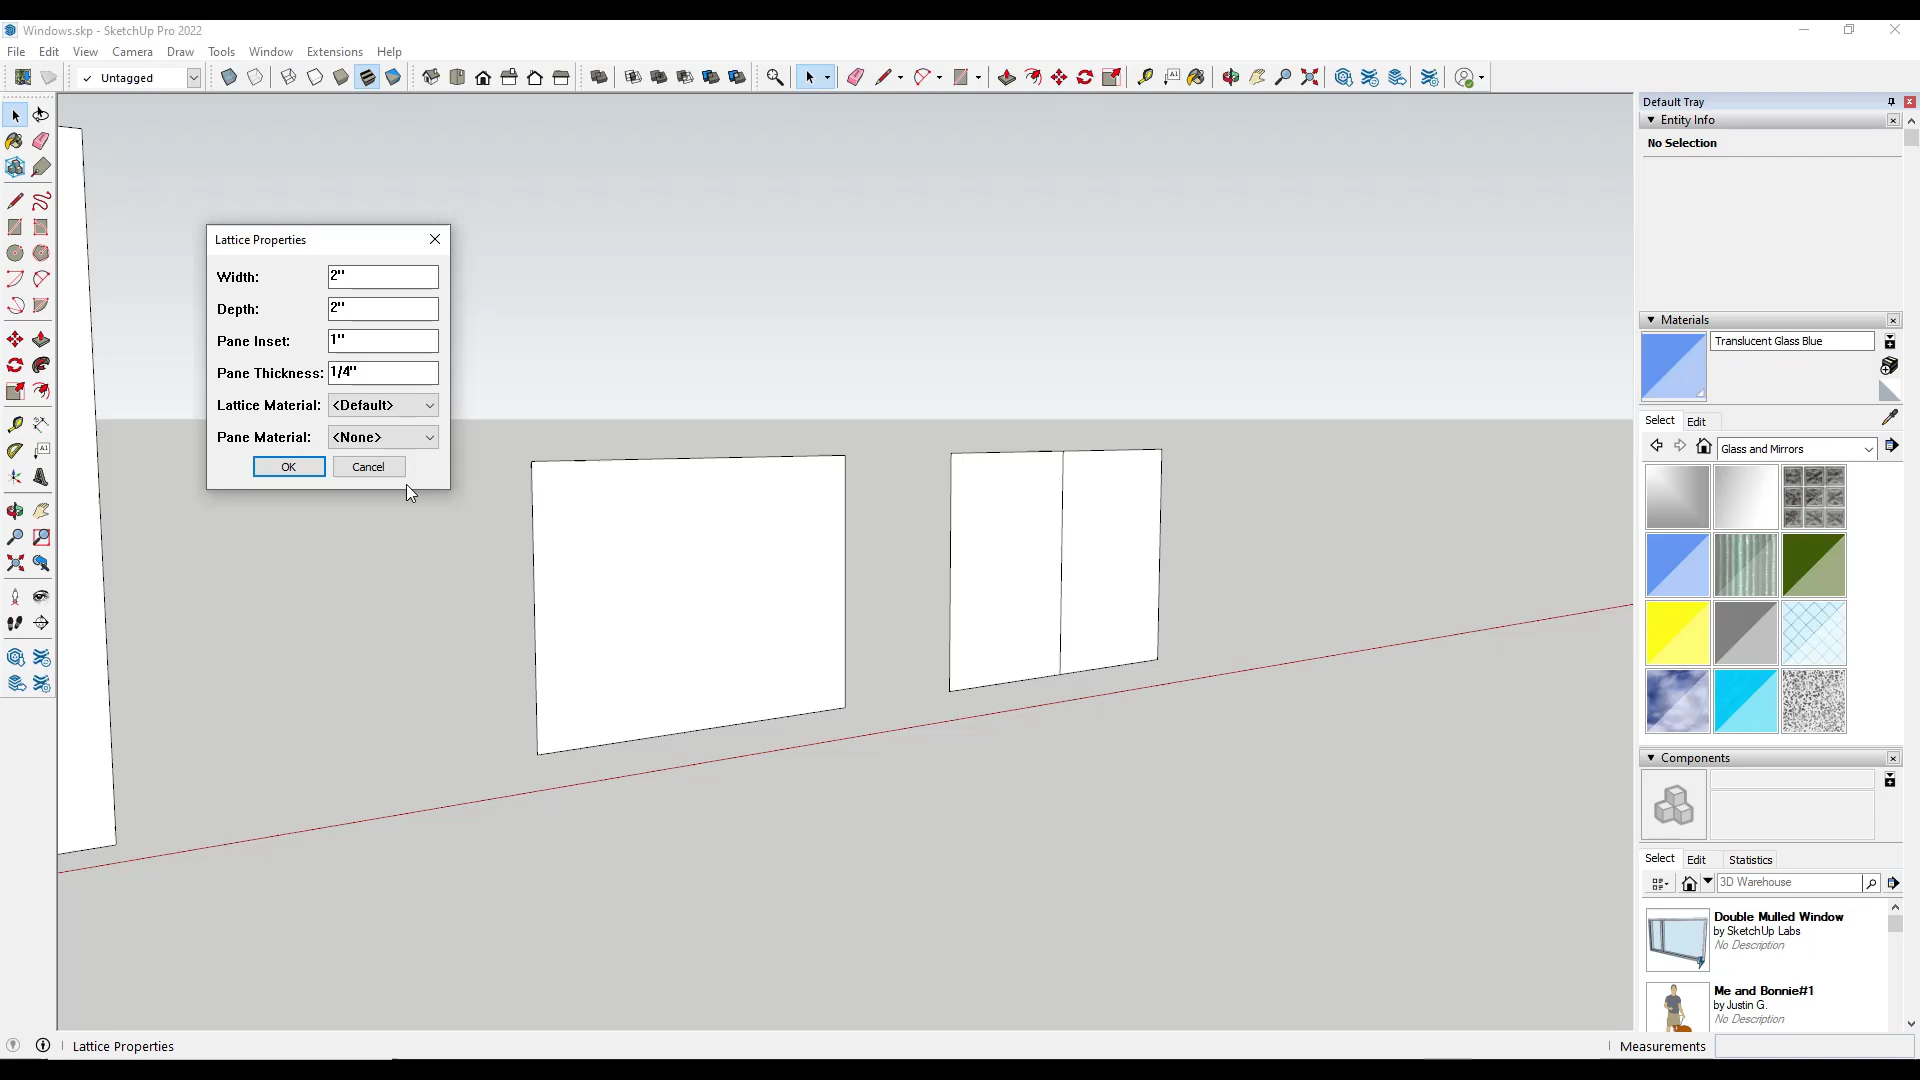 Windows.skp - SketchUp Pro 2022
File Edit View Camera Draw Tools Window Extensions Help
Untagged
Lattice Properties
Width: 2"
Depth: 2"
Pane Inset: 1"
Pane Thickness: 1/4"
Lattice Material: <Default>
Pane Material: <None>
OK Cancel
Default Tray
Entity Info
No Selection
Materials
Translucent Glass Blue
Select Edit
Glass and Mirrors
Components
Select Edit Statistics
3D Warehouse
Double Mulled Window
by SketchUp Labs
No Description
Me and Bonnie#1
by Justin G.
No Description
Lattice Properties
Measurements